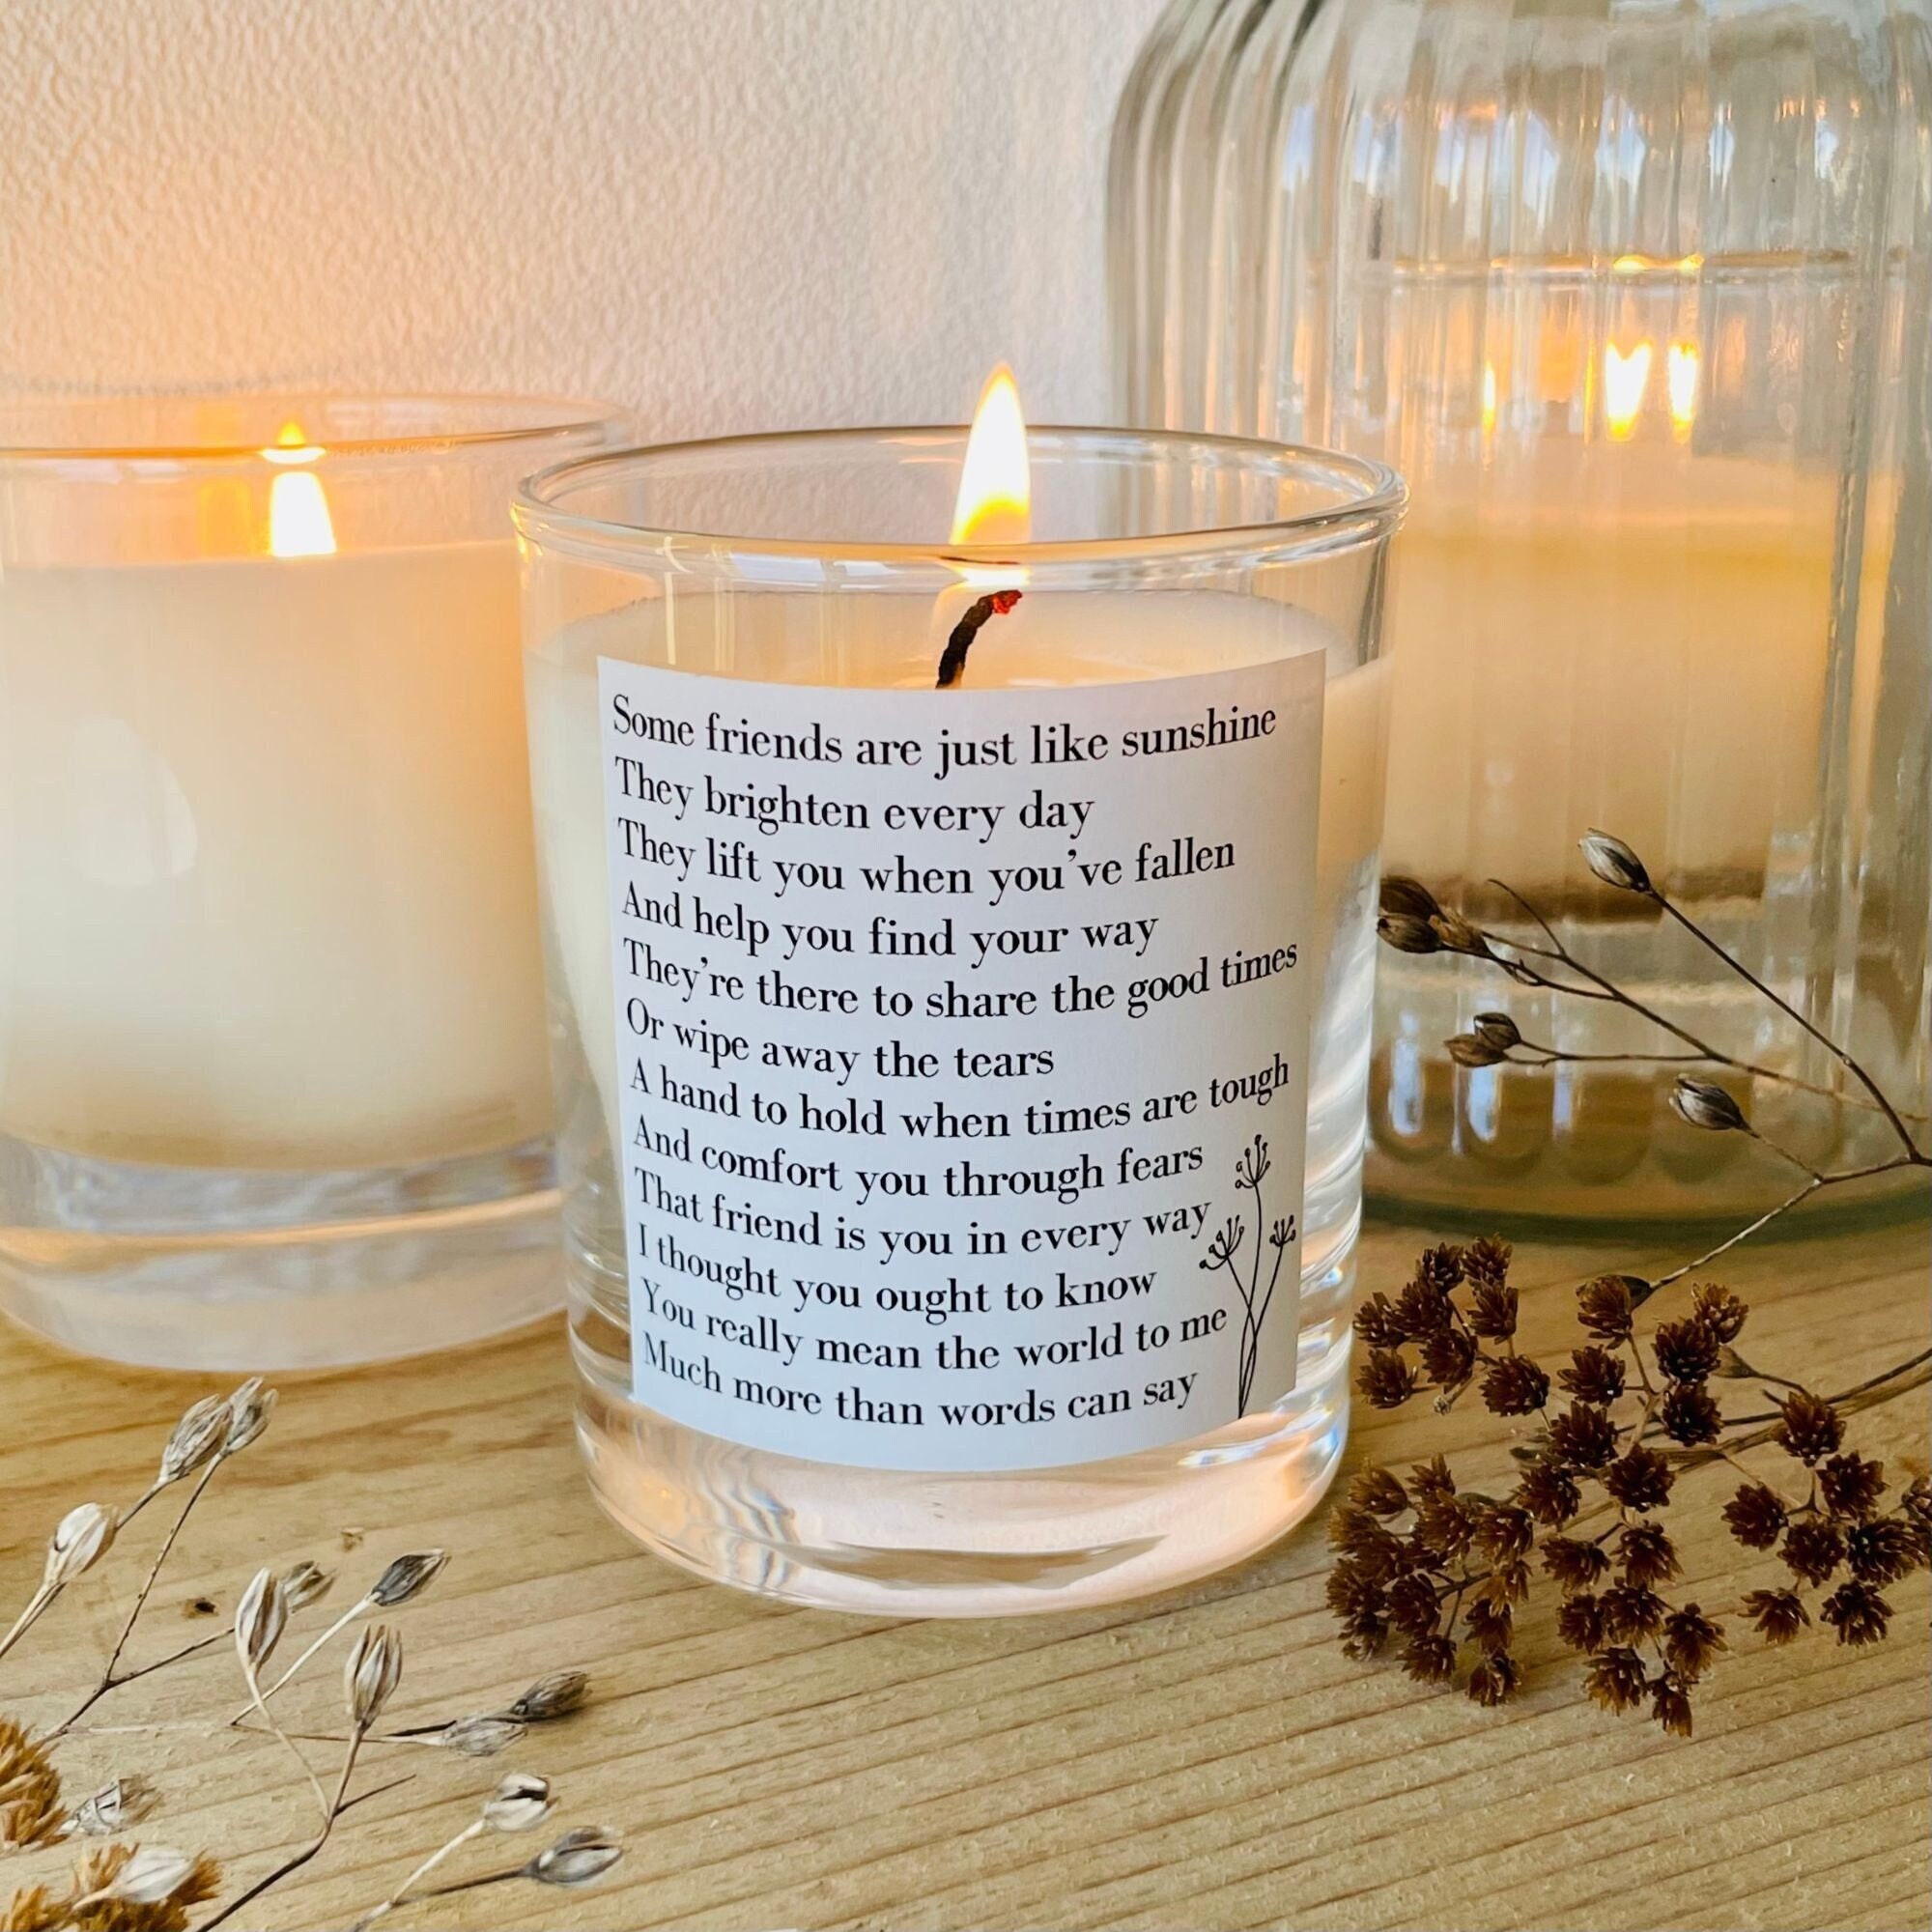 Some friends are just like sunshine
They brighten every day
They lift you when you've fallen
And help you find your way
They're there to share the good times
Or wipe away the tears
A hand to hold when times are tough
And comfort you through fears
That friend is you in every way
I thought you ought to know
You really mean the world to me
Much more than words can say